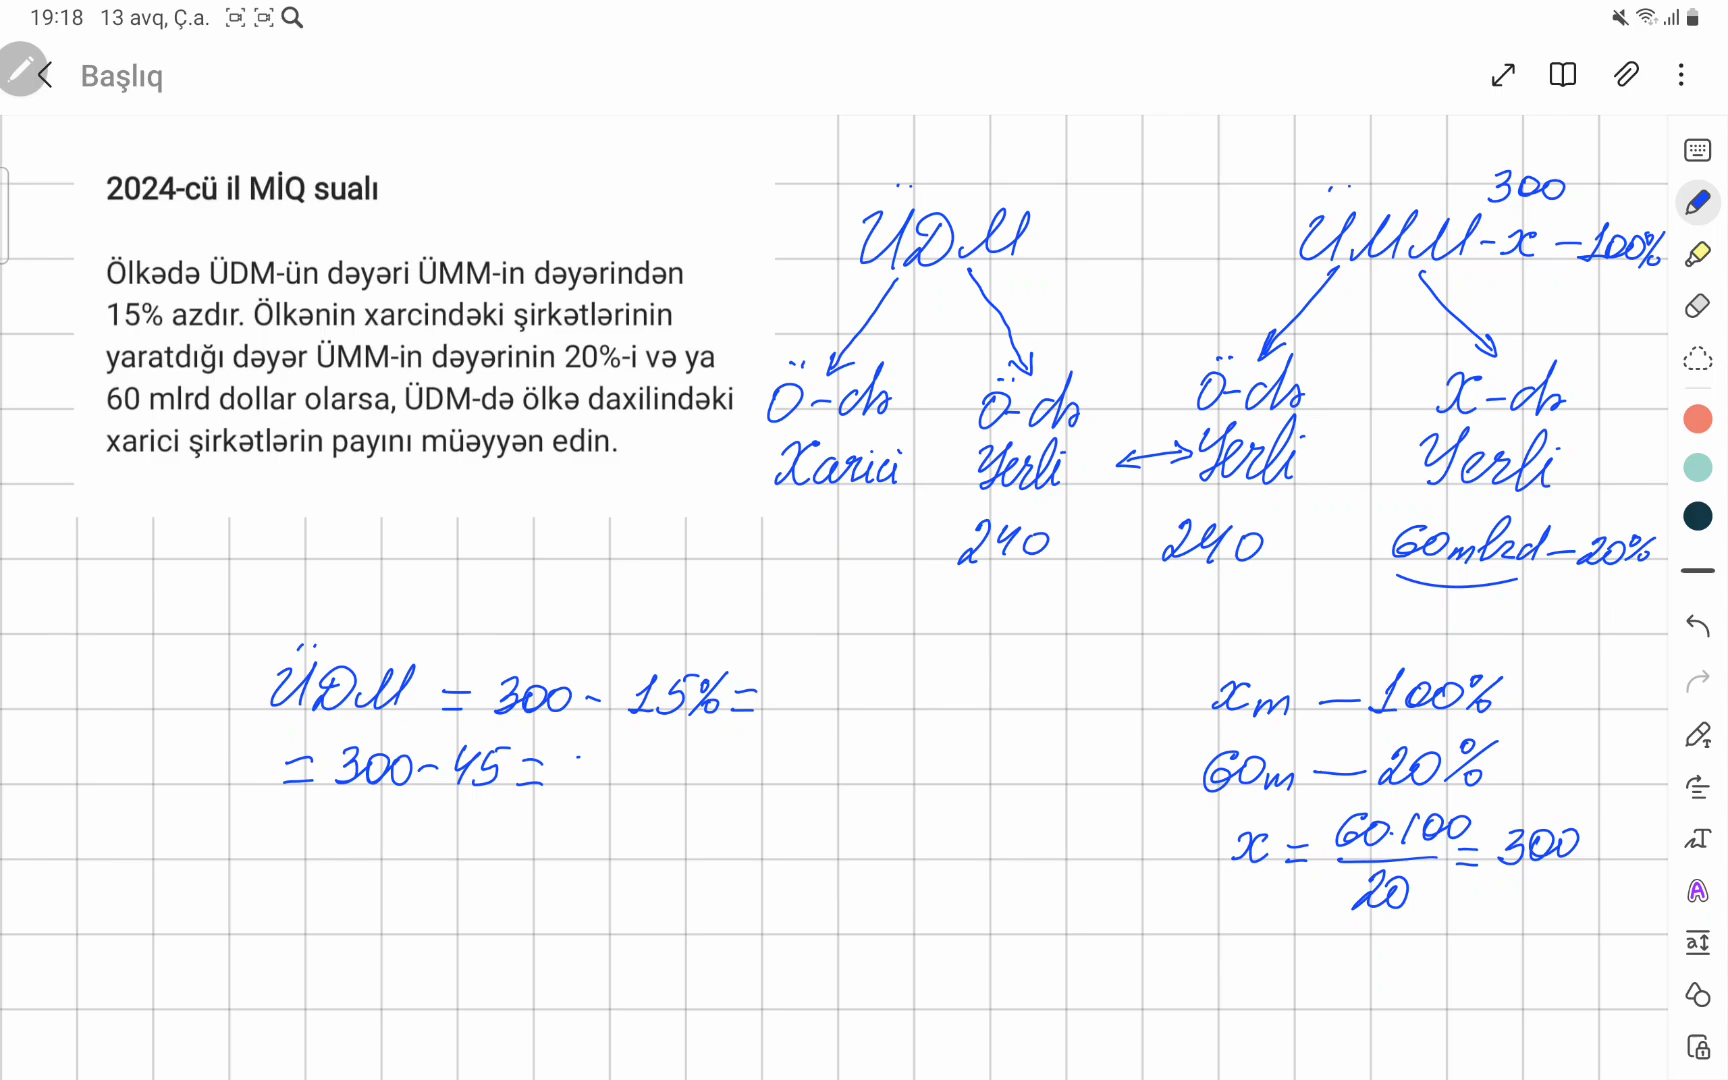 19:18 13 avq, Ç.a.
Başlıq
2024-cü il MİQ sualı
Ölkədə ÜDM-ün dəyəri ÜMM-in dəyərindən
15% azdır. Ölkənin xarcindəki şirkətlərinin
yaratdığı dəyər ÜMM-in dəyərinin 20%-i və ya
60 mlrd dollar olarsa, ÜDM-də ölkə daxilindəki
xarici şirkətlərin payını müəyyən edin.
300
ÜDM ÜMM-x-100%
Ö-də Ö-də Ö-də X-də
Xarici Yerli Yerli Yerli
240 240 60mlrd-20%
ÜDM = 300 - 15% =
= 300 - 45 =
xm — 100%
60m — 20%
x = 60·100 / 20 = 300